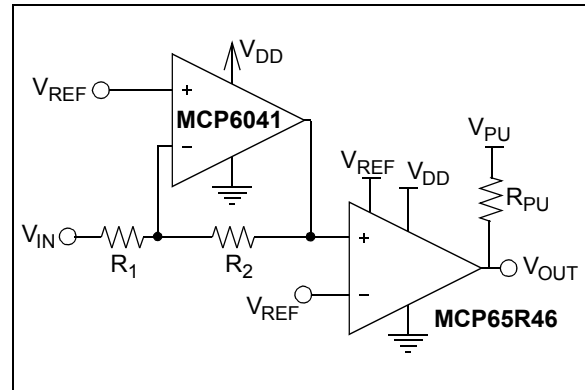 V_DD
V_REF
+
MCP6041
−
V_PU
V_REF
V_DD
R_PU
V_IN
R_1
R_2
+
V_OUT
V_REF
−
MCP65R46